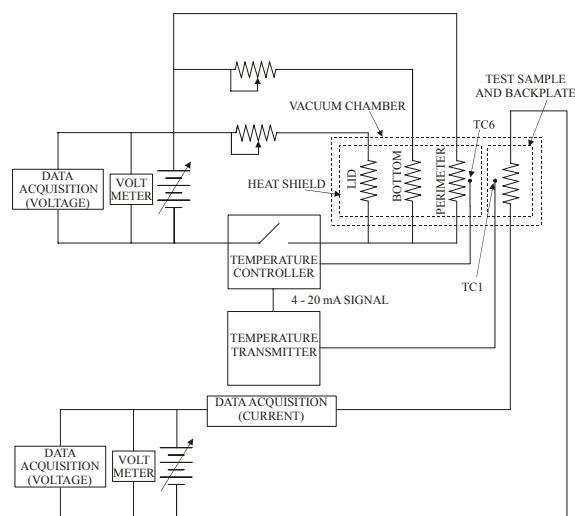 TEST SAMPLE
AND BACKPLATE
VACUUM CHAMBER
TC6
HEAT SHIELD
LID
BOTTOM
PERIMETER
DATA
ACQUISITION
(VOLTAGE)
VOLT
METER
TEMPERATURE
CONTROLLER
TC1
4 - 20 mA SIGNAL
TEMPERATURE
TRANSMITTER
DATA ACQUISITION
(CURRENT)
DATA
ACQUISITION
(VOLTAGE)
VOLT
METER